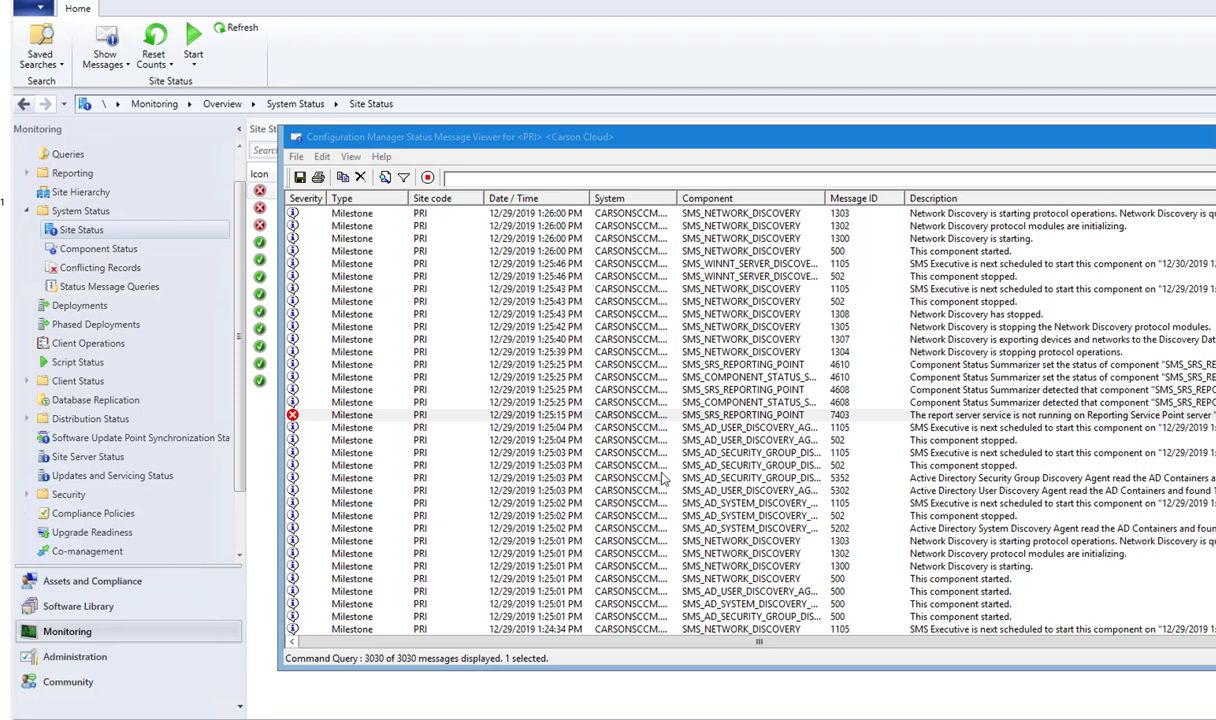 Home
Saved Searches
Show Messages
Reset Counts
Start
Refresh
Search
Site Status
\ Monitoring Overview System Status Site Status
Monitoring
Queries
Reporting
Site Hierarchy
System Status
Site Status
Component Status
Conflicting Records
Status Message Queries
Deployments
Phased Deployments
Client Operations
Script Status
Client Status
Database Replication
Distribution Status
Software Update Point Synchronization Sta
Site Server Status
Updates and Servicing Status
Security
Compliance Policies
Upgrade Readiness
Co-management
Assets and Compliance
Software Library
Monitoring
Administration
Community
1
Site St
Searc
Icon
Configuration Manager Status Message Viewer for <PRI> <Carson Cloud>
File Edit View Help
Severity Type Site code Date / Time System Component Message ID Description
Milestone PRI 12/29/2019 1:26:00 PM CARSONSCCM.... SMS_NETWORK_DISCOVERY 1303 Network Discovery is starting protocol operations. Network Discovery is qu
Milestone PRI 12/29/2019 1:26:00 PM CARSONSCCM.... SMS_NETWORK_DISCOVERY 1302 Network Discovery protocol modules are initializing.
Milestone PRI 12/29/2019 1:26:00 PM CARSONSCCM.... SMS_NETWORK_DISCOVERY 1300 Network Discovery is starting.
Milestone PRI 12/29/2019 1:26:00 PM CARSONSCCM.... SMS_NETWORK_DISCOVERY 500 This component started.
Milestone PRI 12/29/2019 1:25:46 PM CARSONSCCM.... SMS_WINNT_SERVER_DISCOVE... 1105 SMS Executive is next scheduled to start this component on "12/30/2019 12
Milestone PRI 12/29/2019 1:25:46 PM CARSONSCCM.... SMS_WINNT_SERVER_DISCOVE... 502 This component stopped.
Milestone PRI 12/29/2019 1:25:43 PM CARSONSCCM.... SMS_NETWORK_DISCOVERY 1105 SMS Executive is next scheduled to start this component on "12/29/2019 1:
Milestone PRI 12/29/2019 1:25:43 PM CARSONSCCM.... SMS_NETWORK_DISCOVERY 502 This component stopped.
Milestone PRI 12/29/2019 1:25:43 PM CARSONSCCM.... SMS_NETWORK_DISCOVERY 1308 Network Discovery has stopped.
Milestone PRI 12/29/2019 1:25:42 PM CARSONSCCM.... SMS_NETWORK_DISCOVERY 1305 Network Discovery is stopping the Network Discovery protocol modules.
Milestone PRI 12/29/2019 1:25:40 PM CARSONSCCM.... SMS_NETWORK_DISCOVERY 1307 Network Discovery is exporting devices and networks to the Discovery Dat
Milestone PRI 12/29/2019 1:25:39 PM CARSONSCCM.... SMS_NETWORK_DISCOVERY 1304 Network Discovery is stopping protocol operations.
Milestone PRI 12/29/2019 1:25:25 PM CARSONSCCM.... SMS_SRS_REPORTING_POINT 4610 Component Status Summarizer set the status of component "SMS_SRS_
Milestone PRI 12/29/2019 1:25:25 PM CARSONSCCM.... SMS_COMPONENT_STATUS_S... 4610 Component Status Summarizer set the status of component "SMS_SRS_
Milestone PRI 12/29/2019 1:25:25 PM CARSONSCCM.... SMS_SRS_REPORTING_POINT 4608 Component Status Summarizer detected that component "SMS_SRS_REP
Milestone PRI 12/29/2019 1:25:25 PM CARSONSCCM.... SMS_COMPONENT_STATUS_S... 4608 Component Status Summarizer detected that component "SMS_SRS_REP
Milestone PRI 12/29/2019 1:25:15 PM CARSONSCCM.... SMS_SRS_REPORTING_POINT 7403 The report server service is not running on Reporting Service Point server "
Milestone PRI 12/29/2019 1:25:04 PM CARSONSCCM.... SMS_AD_USER_DISCOVERY_AG... 1105 SMS Executive is next scheduled to start this component on "12/29/2019 1:
Milestone PRI 12/29/2019 1:25:04 PM CARSONSCCM.... SMS_AD_USER_DISCOVERY_AG... 502 This component stopped.
Milestone PRI 12/29/2019 1:25:03 PM CARSONSCCM.... SMS_AD_SECURITY_GROUP_DIS... 1105 SMS Executive is next scheduled to start this component on "12/29/2019 1:
Milestone PRI 12/29/2019 1:25:03 PM CARSONSCCM.... SMS_AD_SECURITY_GROUP_DIS... 502 This component stopped.
Milestone PRI 12/29/2019 1:25:03 PM CARSONSCCM.... SMS_AD_SECURITY_GROUP_DIS... 5352 Active Directory Security Group Discovery Agent read the AD Containers a
Milestone PRI 12/29/2019 1:25:03 PM CARSONSCCM.... SMS_AD_USER_DISCOVERY_AG... 5302 Active Directory User Discovery Agent read the AD Containers and found 1
Milestone PRI 12/29/2019 1:25:02 PM CARSONSCCM.... SMS_AD_SYSTEM_DISCOVERY_... 1105 SMS Executive is next scheduled to start this component on "12/29/2019 1:
Milestone PRI 12/29/2019 1:25:02 PM CARSONSCCM.... SMS_AD_SYSTEM_DISCOVERY_... 502 This component stopped.
Milestone PRI 12/29/2019 1:25:02 PM CARSONSCCM.... SMS_AD_SYSTEM_DISCOVERY_... 5202 Active Directory System Discovery Agent read the AD Containers and foun
Milestone PRI 12/29/2019 1:25:01 PM CARSONSCCM.... SMS_NETWORK_DISCOVERY 1303 Network Discovery is starting protocol operations. Network Discovery is qu
Milestone PRI 12/29/2019 1:25:01 PM CARSONSCCM.... SMS_NETWORK_DISCOVERY 1302 Network Discovery protocol modules are initializing.
Milestone PRI 12/29/2019 1:25:01 PM CARSONSCCM.... SMS_NETWORK_DISCOVERY 1300 Network Discovery is starting.
Milestone PRI 12/29/2019 1:25:01 PM CARSONSCCM.... SMS_NETWORK_DISCOVERY 500 This component started.
Milestone PRI 12/29/2019 1:25:01 PM CARSONSCCM.... SMS_AD_USER_DISCOVERY_AG... 500 This component started.
Milestone PRI 12/29/2019 1:25:01 PM CARSONSCCM.... SMS_AD_SYSTEM_DISCOVERY_... 500 This component started.
Milestone PRI 12/29/2019 1:25:01 PM CARSONSCCM.... SMS_AD_SECURITY_GROUP_DIS... 500 This component started.
Milestone PRI 12/29/2019 1:24:34 PM CARSONSCCM.... SMS_NETWORK_DISCOVERY 1105 SMS Executive is next scheduled to start this component on "12/29/2019 1:
Command Query : 3030 of 3030 messages displayed. 1 selected.